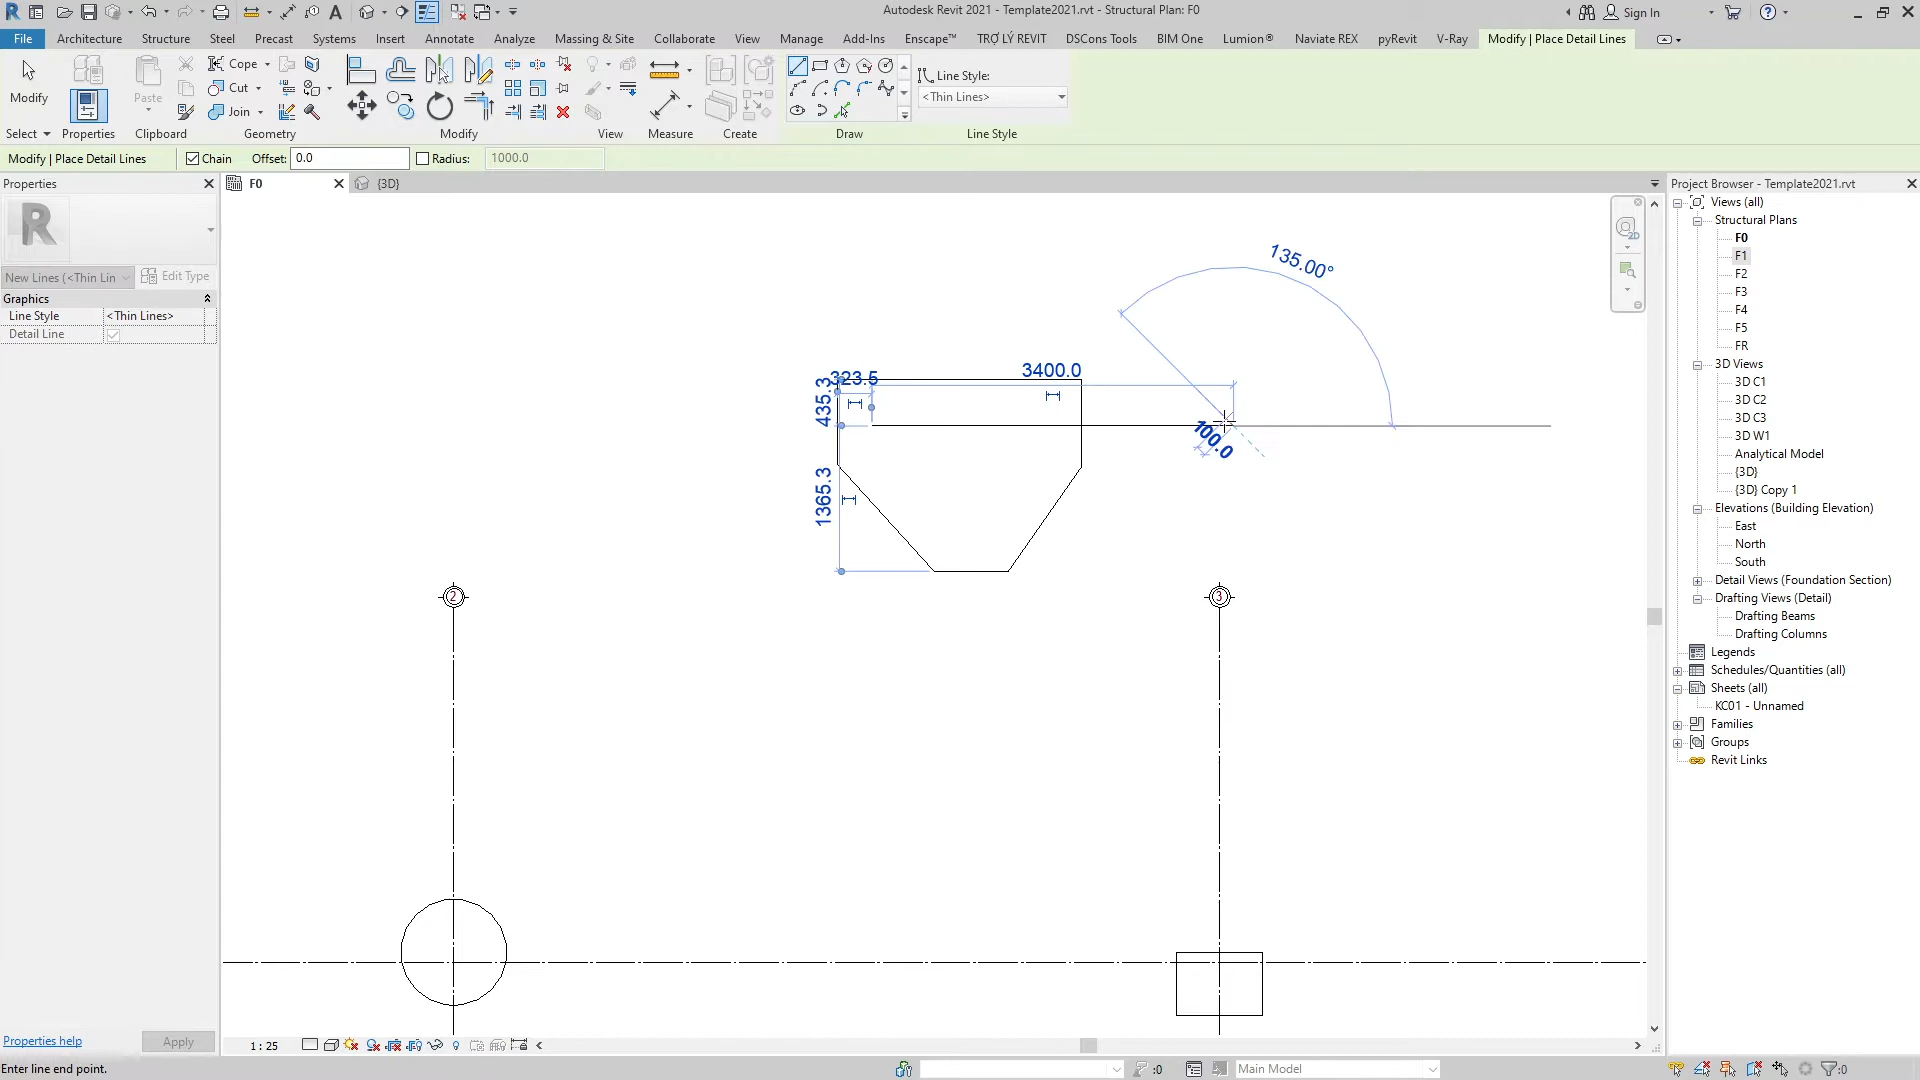 Autodesk Revit 2021 - Template2021.rvt - Structural Plan: F0
Sign In
File Architecture Structure Steel Precast Systems Insert Annotate Analyze Massing & Site Collaborate View Manage Add-Ins Enscape™ TRỢ LÝ REVIT DSCons Tools BIM One Lumion® Naviate REX pyRevit V-Ray Modify | Place Detail Lines
Modify
Paste
Cope
Cut
Join
Line Style:
<Thin Lines>
Select Properties Clipboard Geometry Modify View Measure Create Draw Line Style
Modify | Place Detail Lines Chain Offset: 0.0 Radius: 1000.0
Properties
F0 {3D}
New Lines (<Thin Lin Edit Type
Graphics
Line Style <Thin Lines>
Detail Line
135.00°
3400.0
323.5
435.3
100.0
1365.3
2
3
2D
Project Browser - Template2021.rvt
Views (all)
Structural Plans
F0
F1
F2
F3
F4
F5
FR
3D Views
3D C1
3D C2
3D C3
3D W1
Analytical Model
{3D}
{3D} Copy 1
Elevations (Building Elevation)
East
North
South
Detail Views (Foundation Section)
Drafting Views (Detail)
Drafting Beams
Drafting Columns
Legends
Schedules/Quantities (all)
Sheets (all)
KC01 - Unnamed
Families
Groups
Revit Links
Properties help Apply
1 : 25
Enter line end point.
:0
Main Model
:0